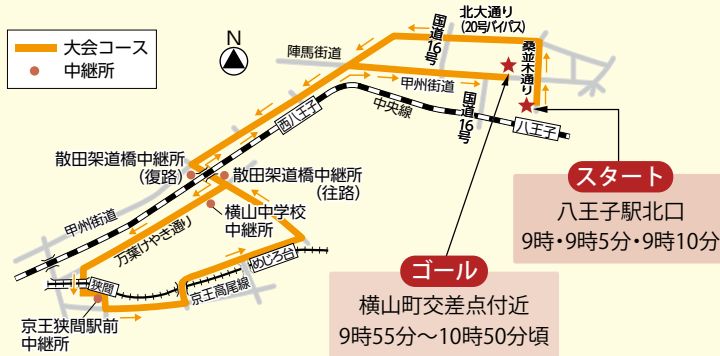 大会コース
中継所
N
北大通り
(20号バイパス)
国道16号
桑並木通り
陣馬街道
甲州街道
国道16号
西八王子
中央線
八王子
散田架道橋中継所
(復路)
散田架道橋中継所
(往路)
横山中学校
中継所
甲州街道
万葉けやき通り
めじろ台
狭間
京王高尾線
京王狭間駅前
中継所
スタート
八王子駅北口
9時・9時5分・9時10分
ゴール
横山町交差点付近
9時55分～10時50分頃